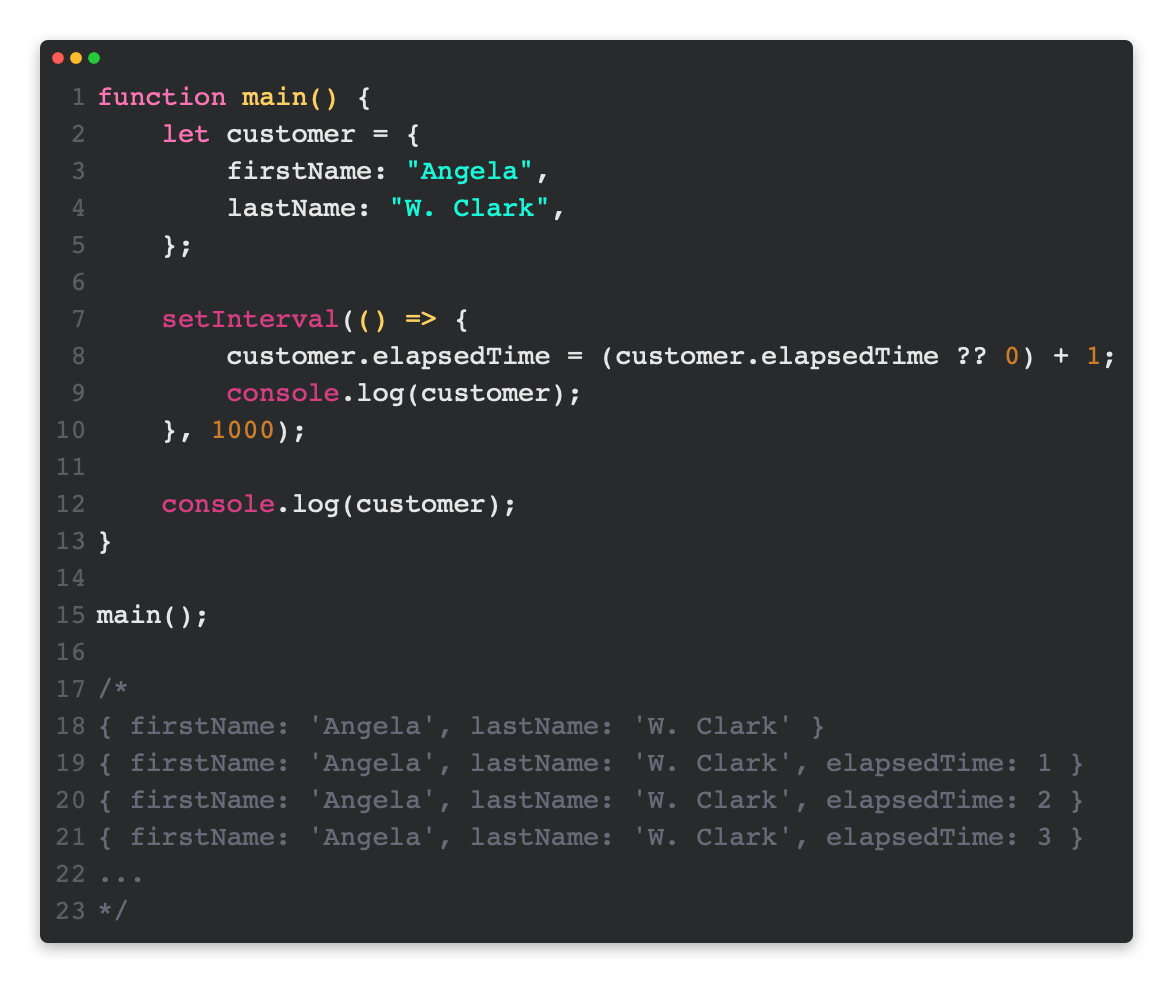 1 function main() {
2     let customer = {
3         firstName: "Angela",
4         lastName: "W. Clark",
5     };
6
7     setInterval(() => {
8         customer.elapsedTime = (customer.elapsedTime ?? 0) + 1;
9         console.log(customer);
10     }, 1000);
11
12     console.log(customer);
13 }
14
15 main();
16
17 /*
18 { firstName: 'Angela', lastName: 'W. Clark' }
19 { firstName: 'Angela', lastName: 'W. Clark', elapsedTime: 1 }
20 { firstName: 'Angela', lastName: 'W. Clark', elapsedTime: 2 }
21 { firstName: 'Angela', lastName: 'W. Clark', elapsedTime: 3 }
22 ...
23 */